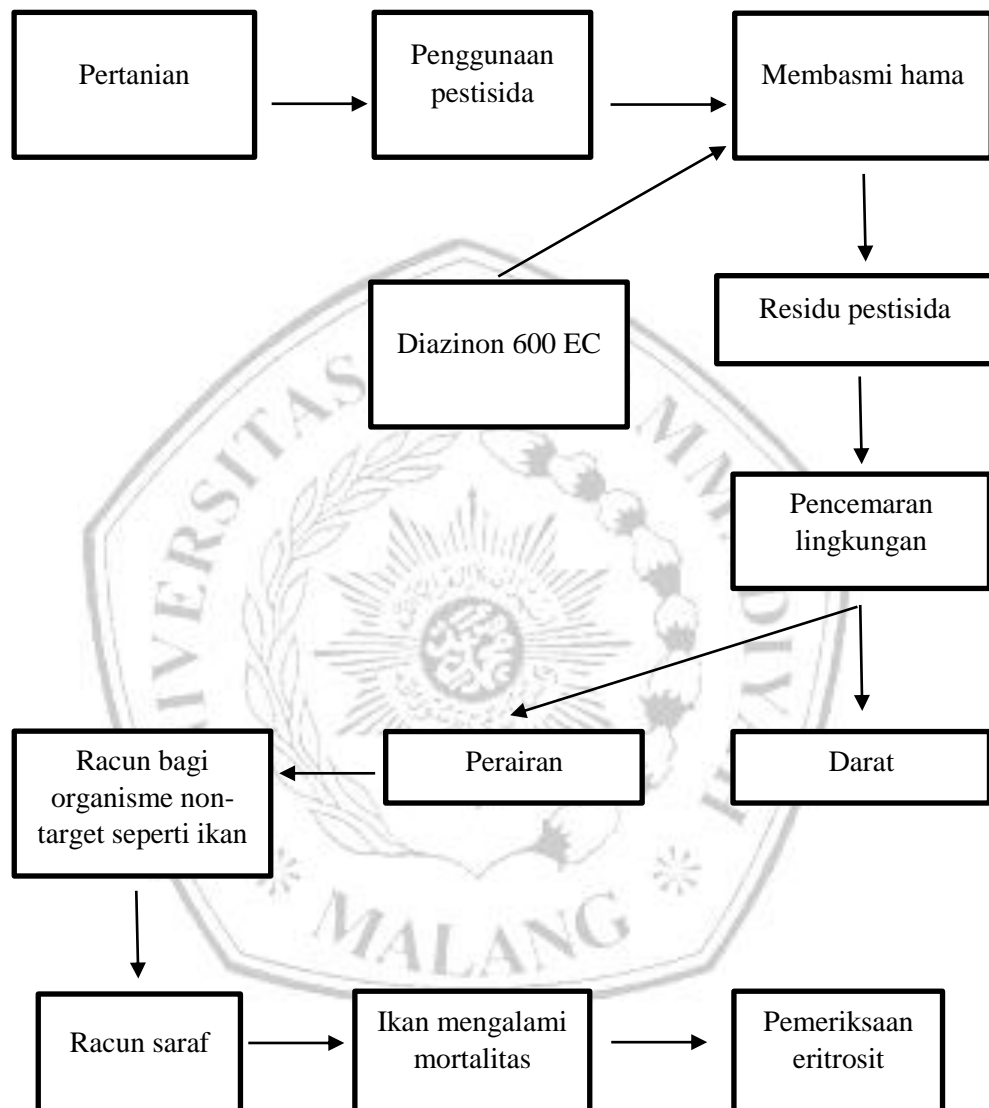 Pertanian
Penggunaan
pestisida
Membasmi hama
Diazinon 600 EC
Residu pestisida
Pencemaran
lingkungan
Racun bagi
organisme non-
target seperti ikan
Perairan
Darat
Racun saraf
Ikan mengalami
mortalitas
Pemeriksaan
eritrosit
UNIVERSITAS
MALANG